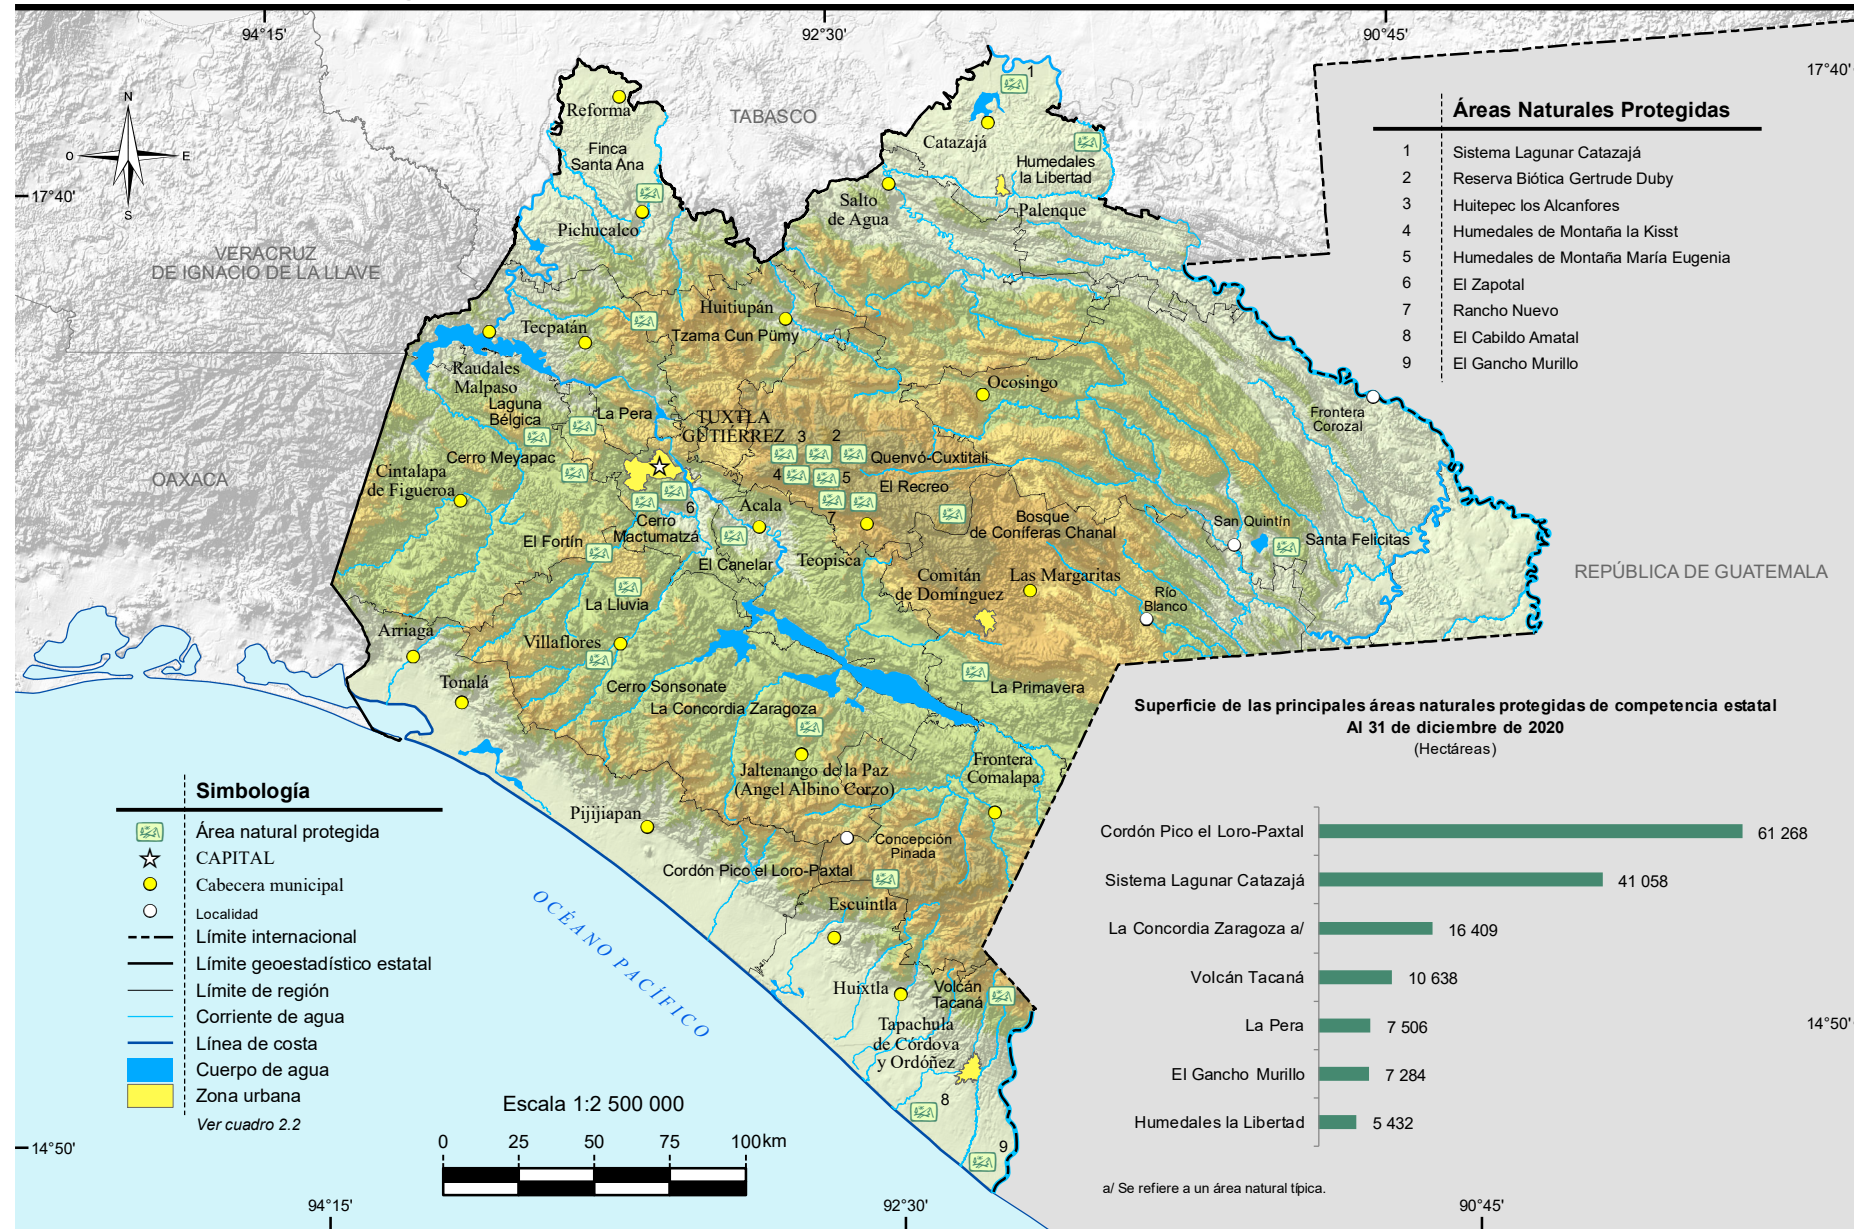 94°15'
92°30'
90°45'
17°40'
17°40'
N
O
E
S
TABASCO
VERACRUZ
DE IGNACIO DE LA LLAVE
OAXACA
REPÚBLICA DE GUATEMALA
Reforma
Finca
Santa Ana
Pichucalco
1
Catazajá
Humedales
la Libertad
Salto
de Agua
Palenque
Huitiupán
Tzama Cun Pümy
Tecpatán
Raudales
Malpaso
Laguna
Bélgica
La Pera
TUXTLA
GUTIÉRREZ
Ocosingo
Frontera
Corozal
Cerro Meyapac
3
2
Quenvó-Cuxtitali
4
5
El Recreo
Cintalapa
de Figueroa
6
7
Acala
Cerro
Mactumatzá
El Fortín
El Canelar
Teopisca
Bosque
de Coníferas Chanal
San Quintín
Santa Felicitas
Comitán
de Domínguez
Las Margaritas
Río
Blanco
La Lluvia
Arriaga
Villaflores
Tonalá
Cerro Sonsonate
La Concordia Zaragoza
La Primavera
Jaltenango de la Paz
(Angel Albino Corzo)
Frontera
Comalapa
Pijijiapan
Concepción
Pinada
Cordón Pico el Loro-Paxtal
Escuintla
Huixtla
Volcán
Tacaná
Tapachula
de Córdova
y Ordóñez
8
9
OCÉANO PACÍFICO
Áreas Naturales Protegidas
1 Sistema Lagunar Catazajá
2 Reserva Biótica Gertrude Duby
3 Huitepec los Alcanfores
4 Humedales de Montaña la Kisst
5 Humedales de Montaña María Eugenia
6 El Zapotal
7 Rancho Nuevo
8 El Cabildo Amatal
9 El Gancho Murillo
Simbología
Área natural protegida
CAPITAL
Cabecera municipal
Localidad
Límite internacional
Límite geoestadístico estatal
Límite de región
Corriente de agua
Línea de costa
Cuerpo de agua
Zona urbana
Ver cuadro 2.2
Escala 1:2 500 000
0 25 50 75 100 km
Superficie de las principales áreas naturales protegidas de competencia estatal
Al 31 de diciembre de 2020
(Hectáreas)
Cordón Pico el Loro-Paxtal 61 268
Sistema Lagunar Catazajá 41 058
La Concordia Zaragoza a/ 16 409
Volcán Tacaná 10 638
La Pera 7 506
El Gancho Murillo 7 284
Humedales la Libertad 5 432
a/ Se refiere a un área natural típica.
14°50'
14°50'
94°15'
92°30'
90°45'